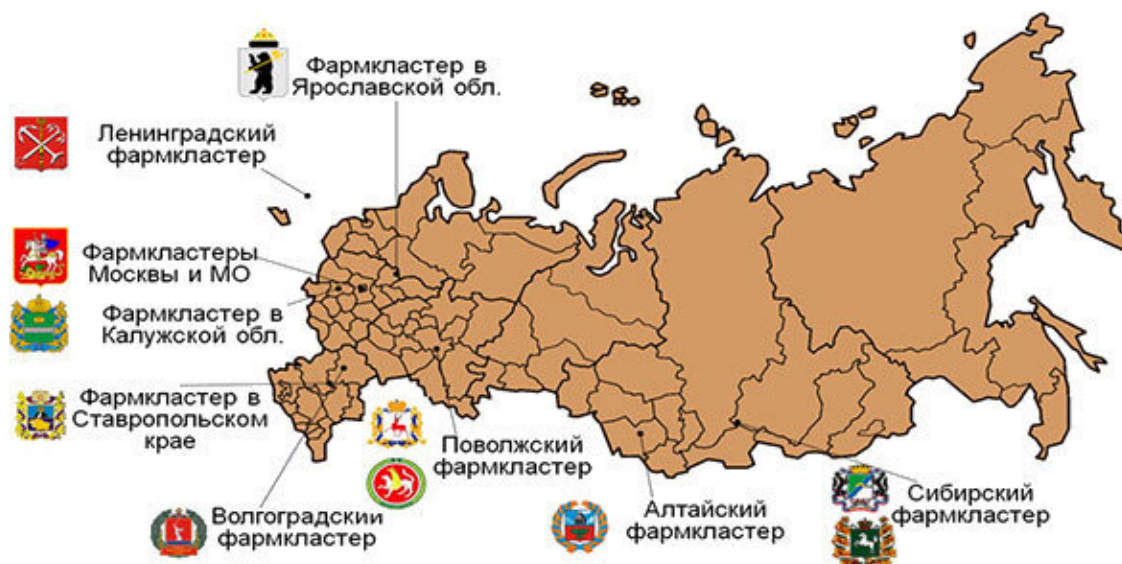 Фармкластер в
Ярославской обл.
Ленинградский
фармкластер
Фармкластеры
Москвы и МО
Фармкластер в
Калужской обл.
Фармкластер в
Ставропольском
крае
Поволжский
фармкластер
Волгоградский
фармкластер
Алтайский
фармкластер
Сибирский
фармкластер